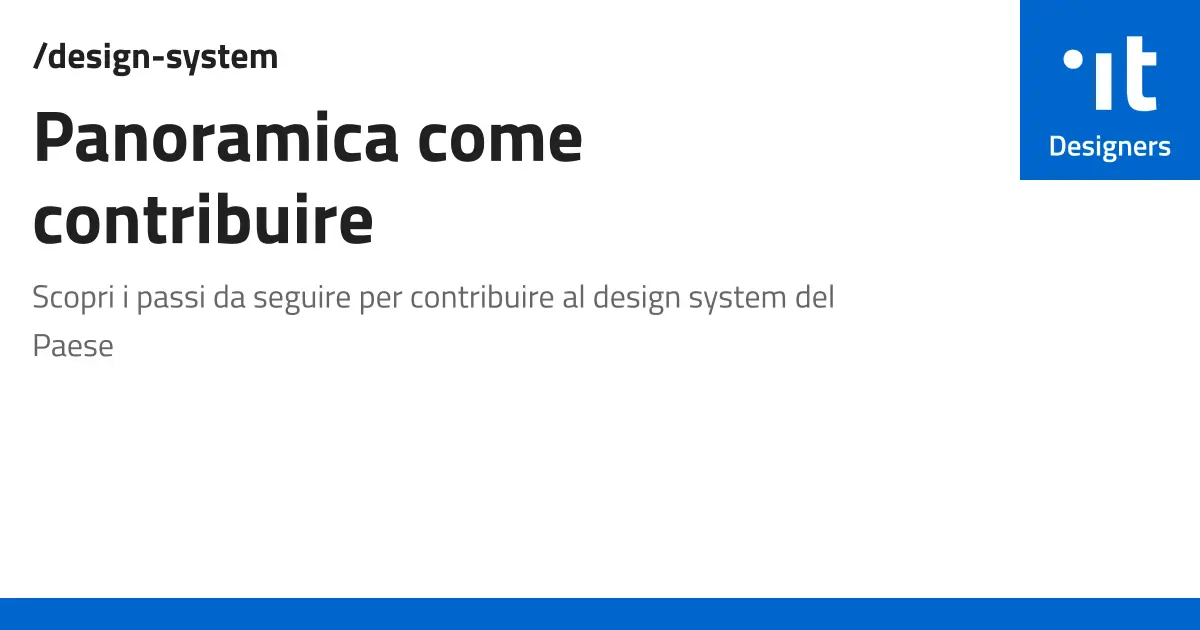 /design-system
Panoramica come
contribuire
Scopri i passi da seguire per contribuire al design system del
Paese
it
Designers